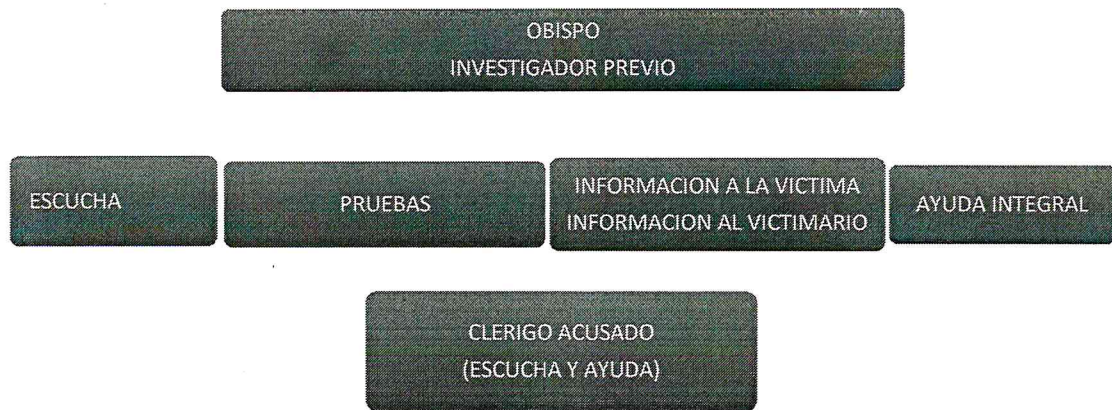 OBISPO
INVESTIGADOR PREVIO
ESCUCHA
PRUEBAS
INFORMACION A LA VICTIMA
INFORMACION AL VICTIMARIO
AYUDA INTEGRAL
CLERIGO ACUSADO
(ESCUCHA Y AYUDA)